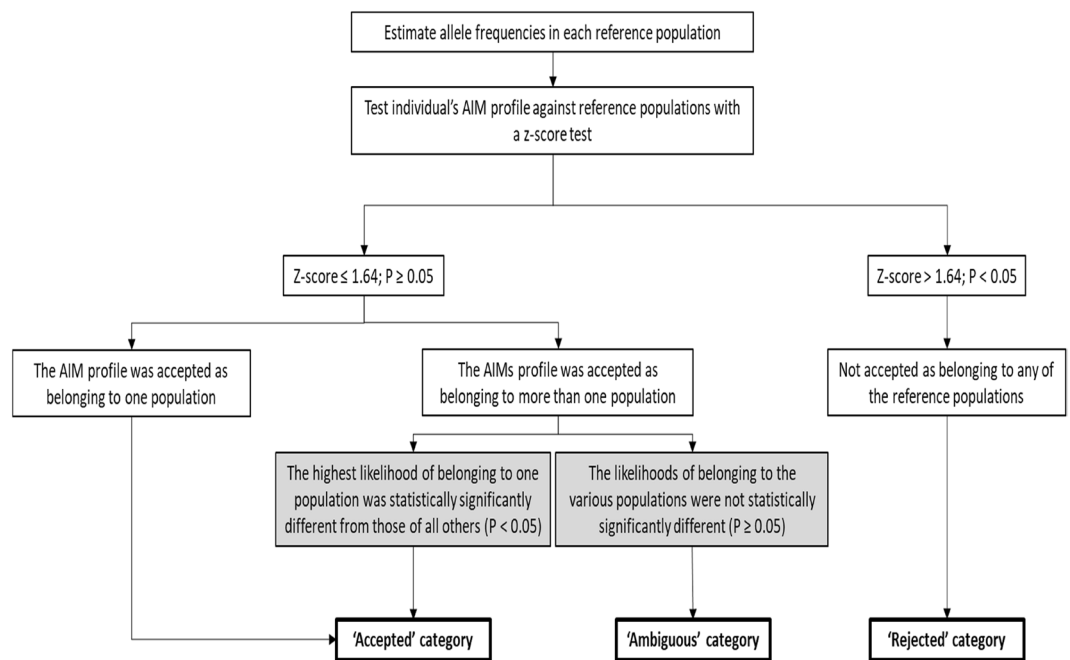 Estimate allele frequencies in each reference population
Test individual's AIM profile against reference populations with
a z-score test
Z-score ≤ 1.64; P ≥ 0.05
Z-score > 1.64; P < 0.05
The AIM profile was accepted as
belonging to one population
The AIMs profile was accepted as
belonging to more than one population
Not accepted as belonging to any of
the reference populations
The highest likelihood of belonging to one
population was statistically significantly
different from those of all others (P < 0.05)
The likelihoods of belonging to the
various populations were not statistically
significantly different (P ≥ 0.05)
‘Accepted’ category
‘Ambiguous’ category
‘Rejected’ category